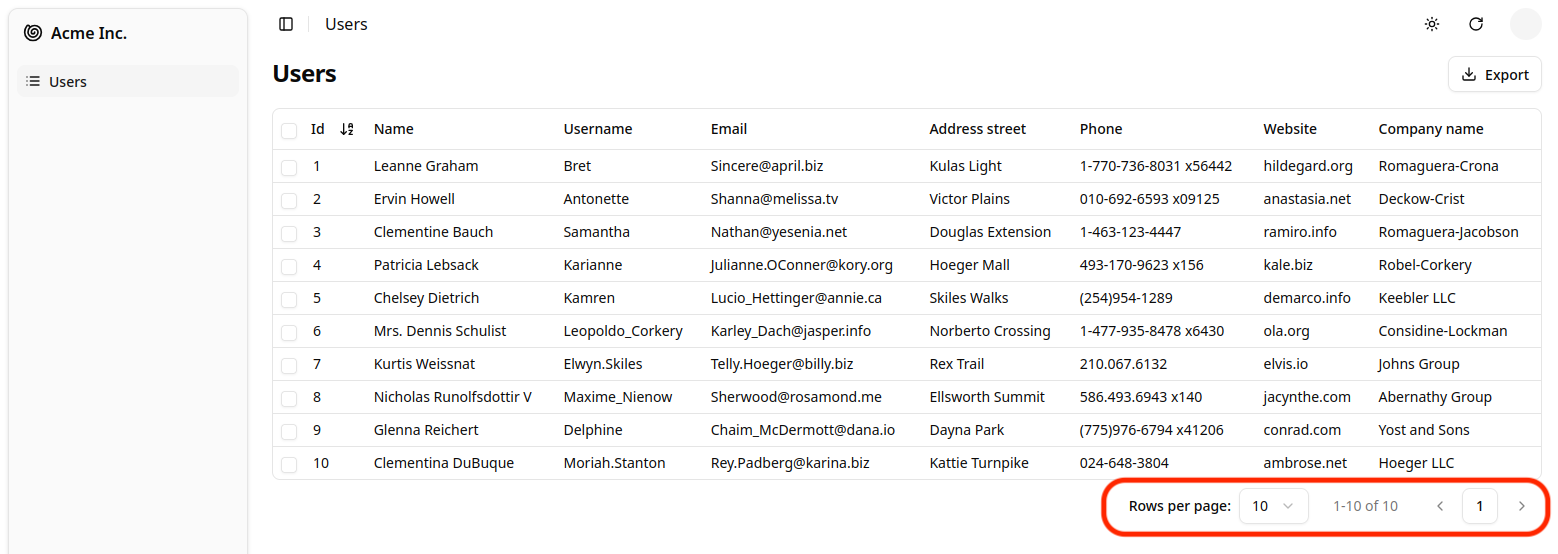 Acme Inc.
Users
Users
Users
Export
Id Name Username Email Address street Phone Website Company name
1 Leanne Graham Bret Sincere@april.biz Kulas Light 1-770-736-8031 x56442 hildegard.org Romaguera-Crona
2 Ervin Howell Antonette Shanna@melissa.tv Victor Plains 010-692-6593 x09125 anastasia.net Deckow-Crist
3 Clementine Bauch Samantha Nathan@yesenia.net Douglas Extension 1-463-123-4447 ramiro.info Romaguera-Jacobson
4 Patricia Lebsack Karianne Julianne.OConner@kory.org Hoeger Mall 493-170-9623 x156 kale.biz Robel-Corkery
5 Chelsey Dietrich Kamren Lucio_Hettinger@annie.ca Skiles Walks (254)954-1289 demarco.info Keebler LLC
6 Mrs. Dennis Schulist Leopoldo_Corkery Karley_Dach@jasper.info Norberto Crossing 1-477-935-8478 x6430 ola.org Considine-Lockman
7 Kurtis Weissnat Elwyn.Skiles Telly.Hoeger@billy.biz Rex Trail 210.067.6132 elvis.io Johns Group
8 Nicholas Runolfsdottir V Maxime_Nienow Sherwood@rosamond.me Ellsworth Summit 586.493.6943 x140 jacynthe.com Abernathy Group
9 Glenna Reichert Delphine Chaim_McDermott@dana.io Dayna Park (775)976-6794 x41206 conrad.com Yost and Sons
10 Clementina DuBuque Moriah.Stanton Rey.Padberg@karina.biz Kattie Turnpike 024-648-3804 ambrose.net Hoeger LLC
Rows per page: 10 1-10 of 10 1